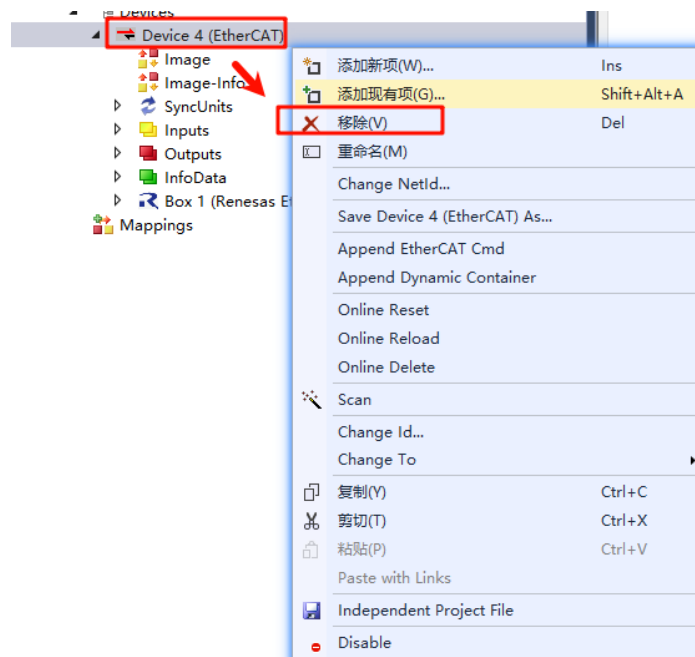 Devices
Device 4 (EtherCAT)
Image
Image-Info
SyncUnits
Inputs
Outputs
InfoData
Box 1 (Renesas
Mappings
添加新项(W)... Ins
添加现有项(G)... Shift+Alt+A
移除(V) Del
重命名(M)
Change NetId...
Save Device 4 (EtherCAT) As...
Append EtherCAT Cmd
Append Dynamic Container
Online Reset
Online Reload
Online Delete
Scan
Change Id...
Change To
复制(Y) Ctrl+C
剪切(T) Ctrl+X
粘贴(P) Ctrl+V
Paste with Links
Independent Project File
Disable